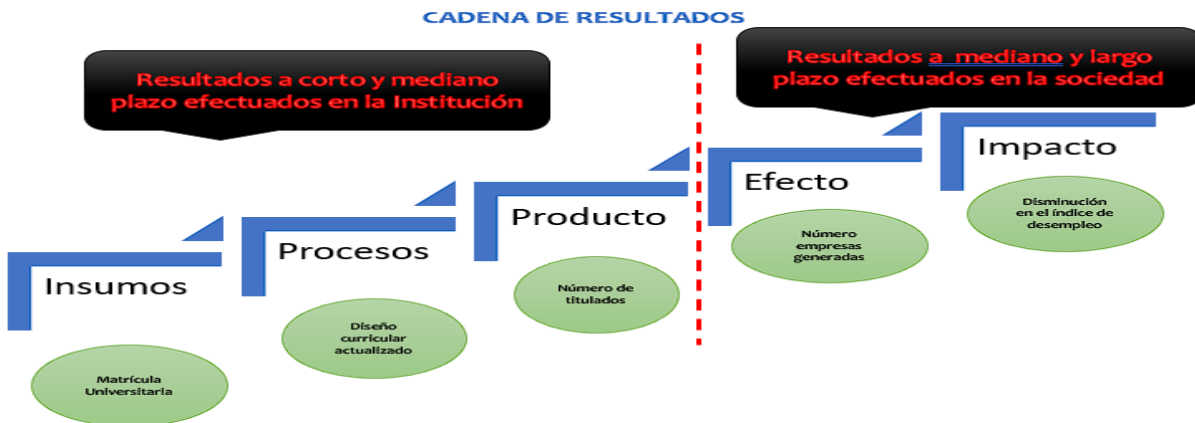 CADENA DE RESULTADOS
Resultados a corto y mediano
plazo efectuados en la Institución
Resultados a mediano y largo
plazo efectuados en la sociedad
Insumos
Matrícula
Universitaria
Procesos
Diseño
curricular
actualizado
Producto
Número de
titulados
Efecto
Número
empresas
generadas
Impacto
Disminución
en el índice de
desempleo